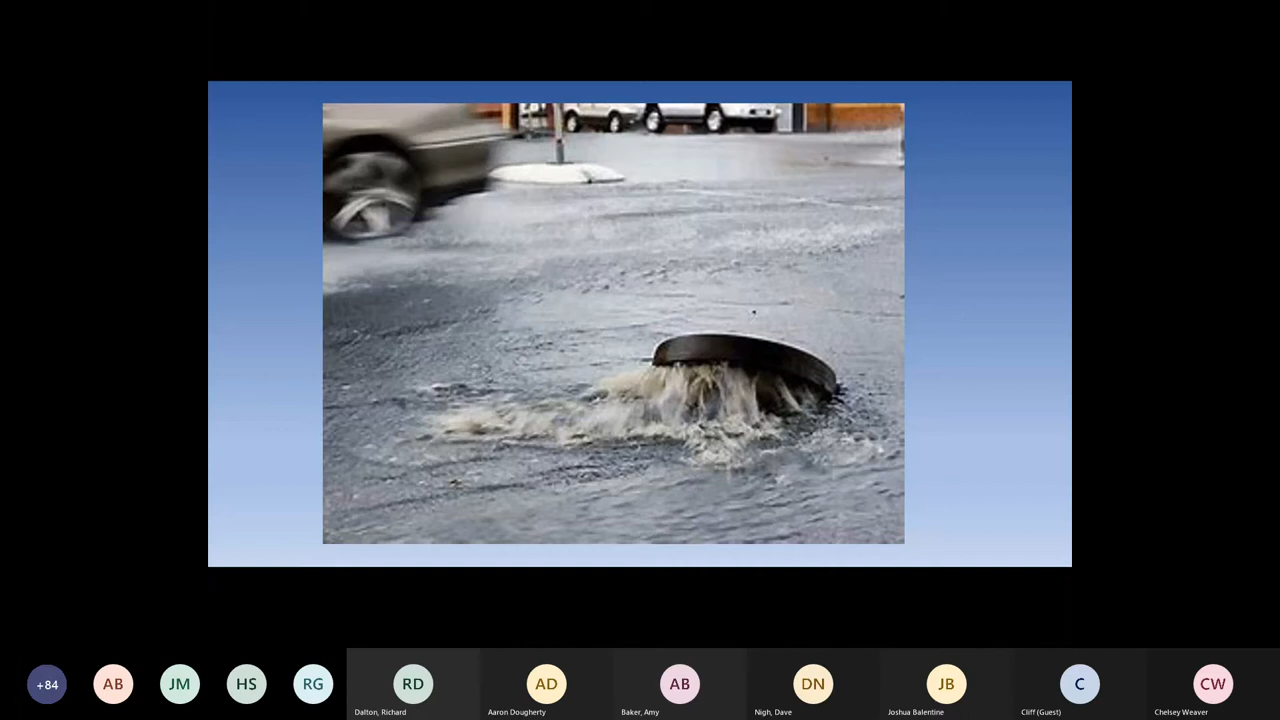 +84
AB
JM
HS
RG
RD
AD
AB
DN
JB
C
CW
Dalton, Richard
Aaron Dougherty
Baker, Amy
Nigh, Dave
Joshua Balentine
Cliff (Guest)
Chelsey Weaver